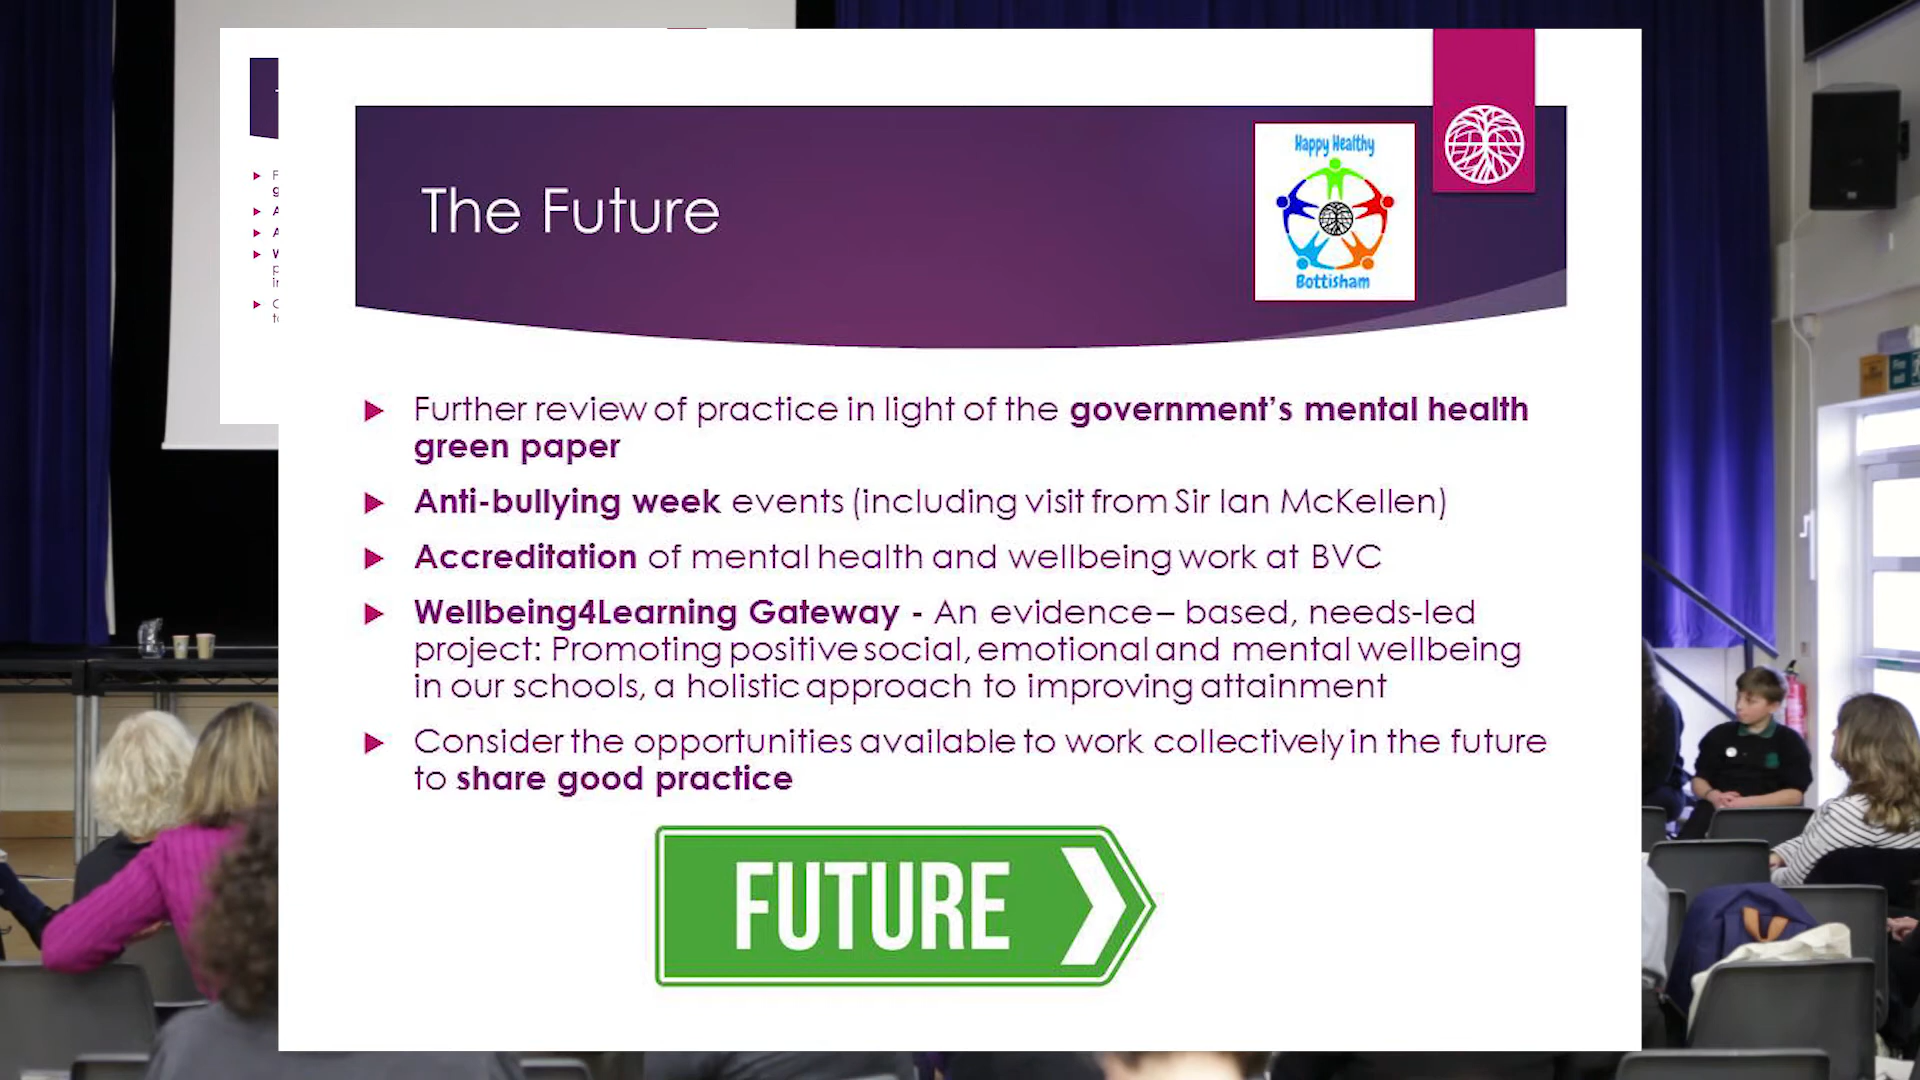 The Future
Happy Healthy
Bottisham
Further review of practice in light of the government's mental health
green paper
Anti-bullying week events (including visit from Sir Ian McKellen)
Accreditation of mental health and wellbeing work at BVC
Wellbeing4Learning Gateway - An evidence– based, needs-led
project: Promoting positive social, emotional and mental wellbeing
in our schools, a holistic approach to improving attainment
Consider the opportunities available to work collectively in the future
to share good practice
FUTURE